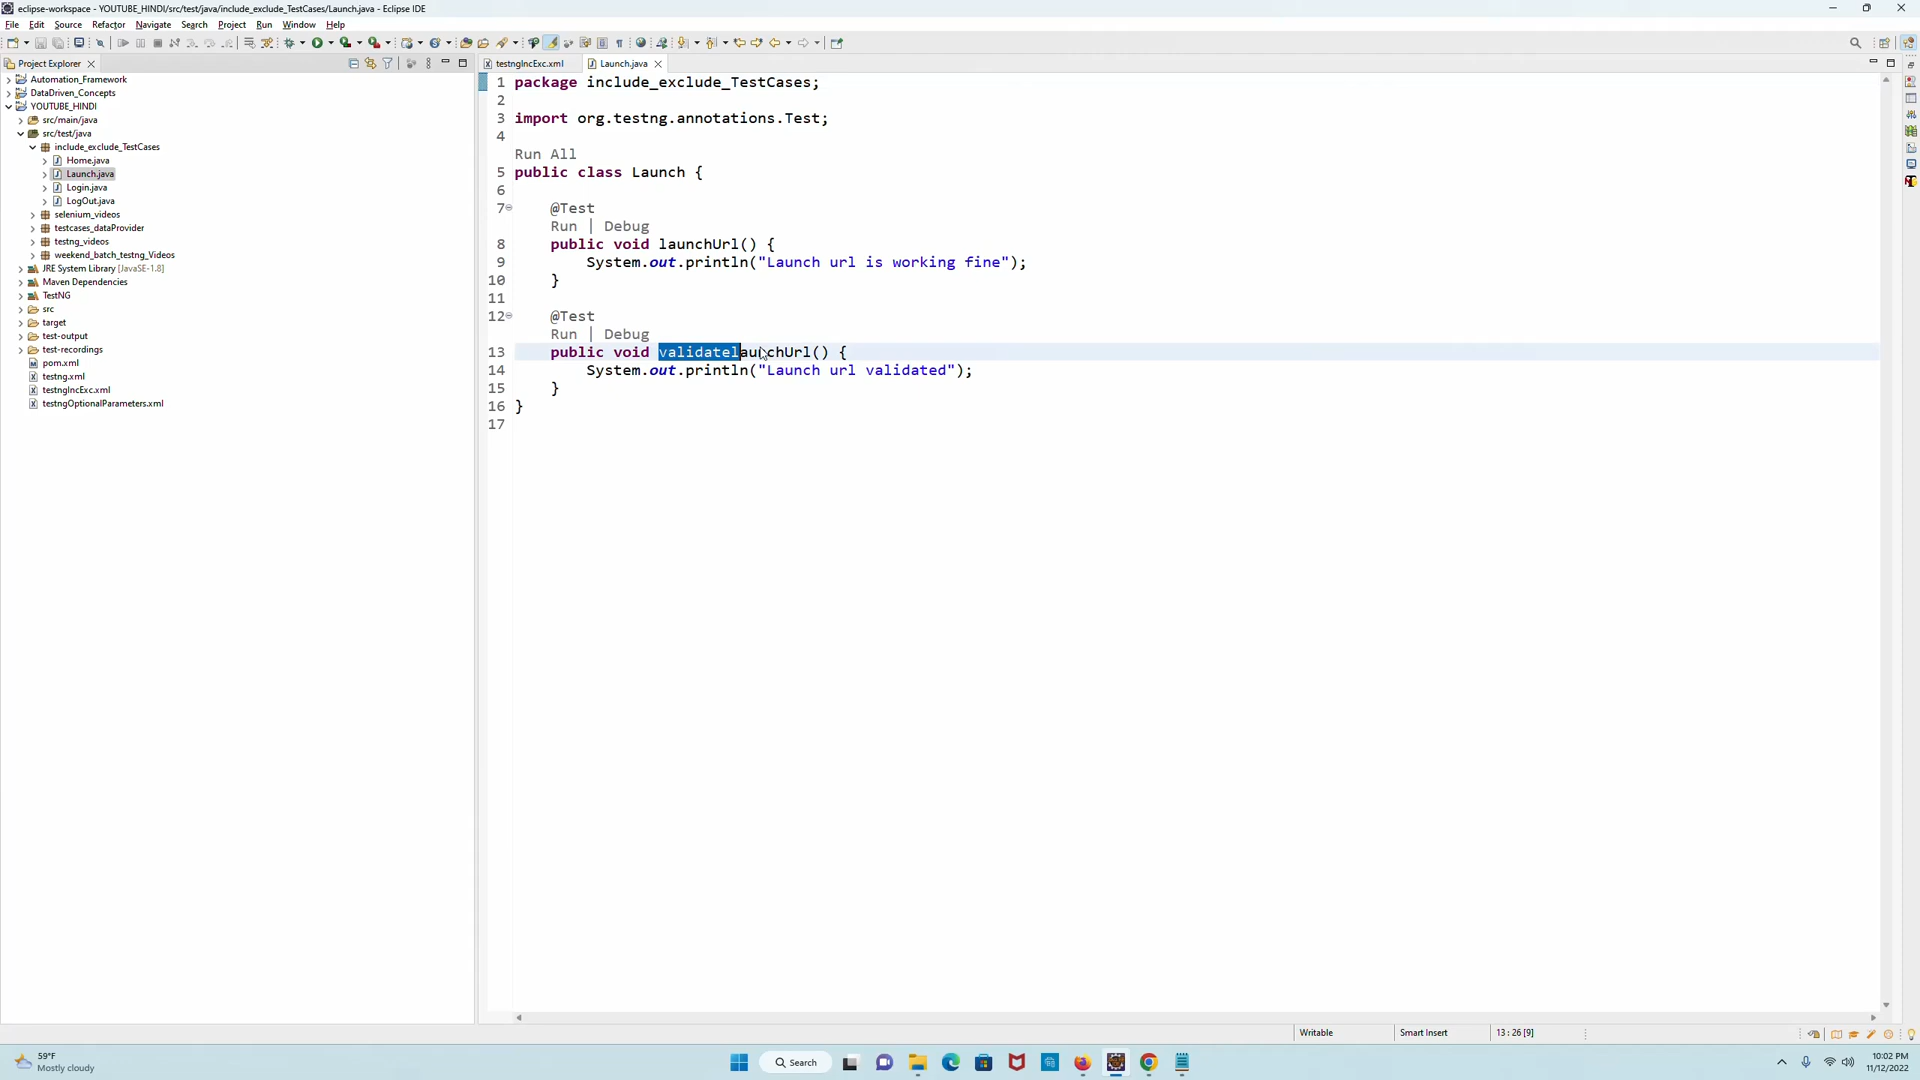 eclipse-workspace - YOUTUBE_HINDI/src/test/java/include_exclude_TestCases/Launch.java - Eclipse IDE
File Edit Source Refactor Navigate Search Project Run Window Help
Project Explorer
Automation_Framework
DataDriven_Concepts
YOUTUBE_HINDI
src/main/java
src/test/java
include_exclude_TestCases
Home.java
Launch.java
Login.java
LogOut.java
selenium_videos
testcases_dataProvider
testng_videos
weekend_batch_testng_Videos
JRE System Library [JavaSE-1.8]
Maven Dependencies
TestNG
src
target
test-output
test-recordings
pom.xml
testng.xml
testngIncExc.xml
testngOptionalParameters.xml
testngIncExc.xml Launch.java
1 package include_exclude_TestCases;
2
3 import org.testng.annotations.Test;
4
Run All
5 public class Launch {
6
7 @Test
Run | Debug
8 public void launchUrl() {
9 System.out.println("Launch url is working fine");
10 }
11
12 @Test
Run | Debug
13 public void validatelaunchUrl() {
14 System.out.println("Launch url validated");
15 }
16 }
17
Writable Smart Insert 13 : 26 [9]
59°F
Mostly cloudy
Search
10:02 PM
11/12/2022